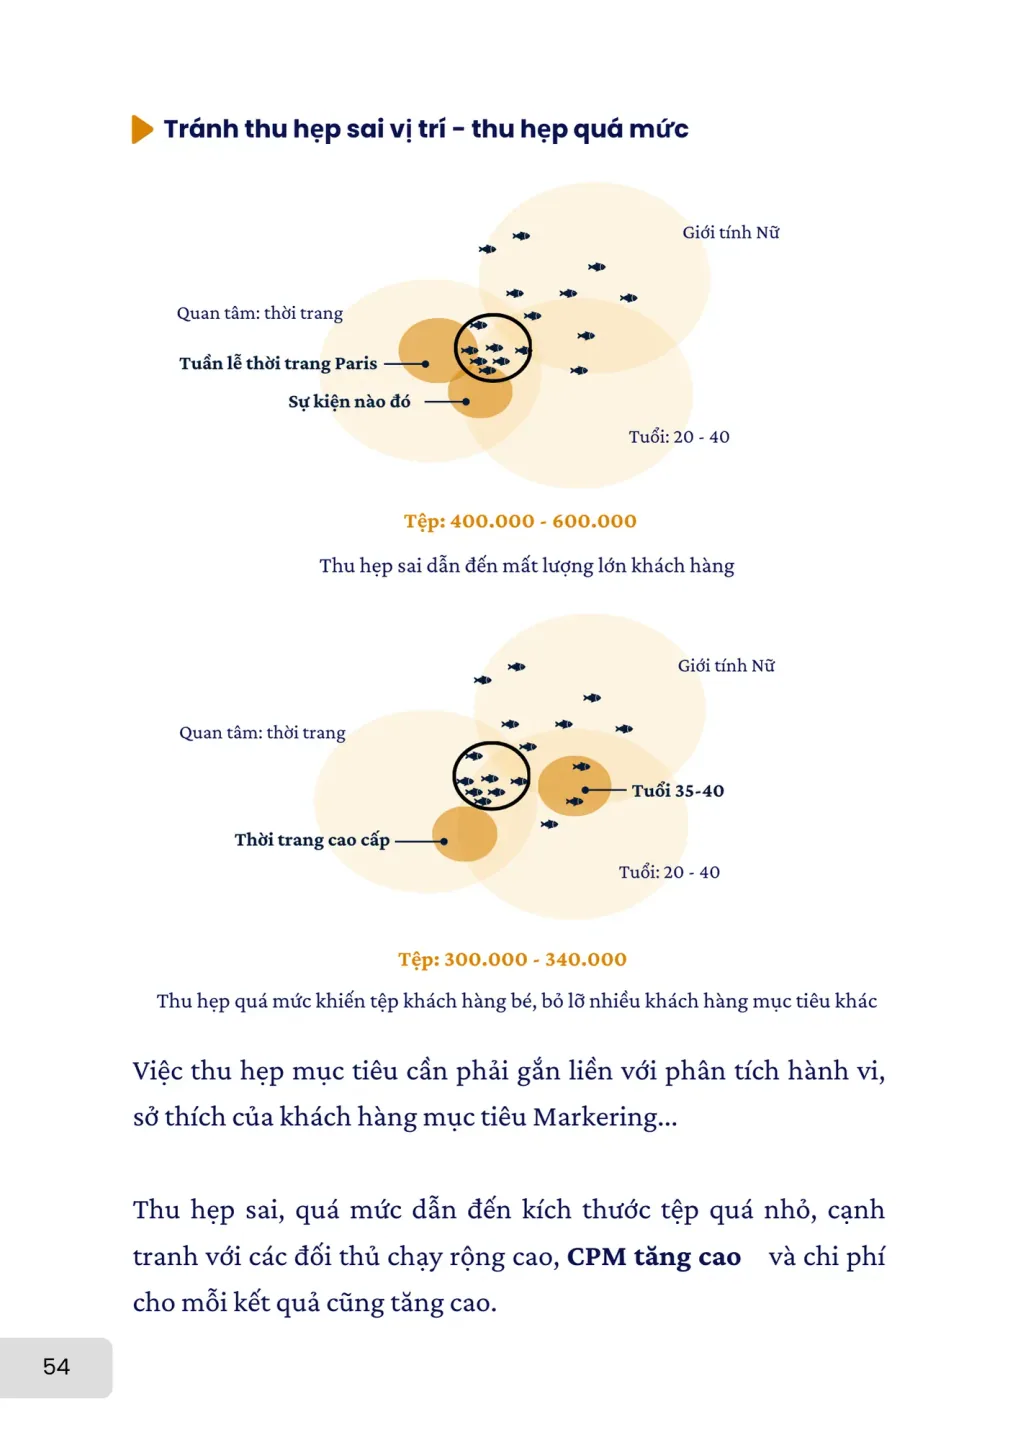 Tránh thu hẹp sai vị trí - thu hẹp quá mức
Giới tính Nữ
Quan tâm: thời trang
Tuần lễ thời trang Paris
Sự kiện nào đó
Tuổi: 20 - 40
Tệp: 400.000 - 600.000
Thu hẹp sai dẫn đến mất lượng lớn khách hàng
Giới tính Nữ
Quan tâm: thời trang
Tuổi 35-40
Thời trang cao cấp
Tuổi: 20 - 40
Tệp: 300.000 - 340.000
Thu hẹp quá mức khiến tệp khách hàng bé, bỏ lỡ nhiều khách hàng mục tiêu khác
Việc thu hẹp mục tiêu cần phải gắn liền với phân tích hành vi,
sở thích của khách hàng mục tiêu Markering...
Thu hẹp sai, quá mức dẫn đến kích thước tệp quá nhỏ, cạnh
tranh với các đối thủ chạy rộng cao, CPM tăng cao và chi phí
cho mỗi kết quả cũng tăng cao.
54